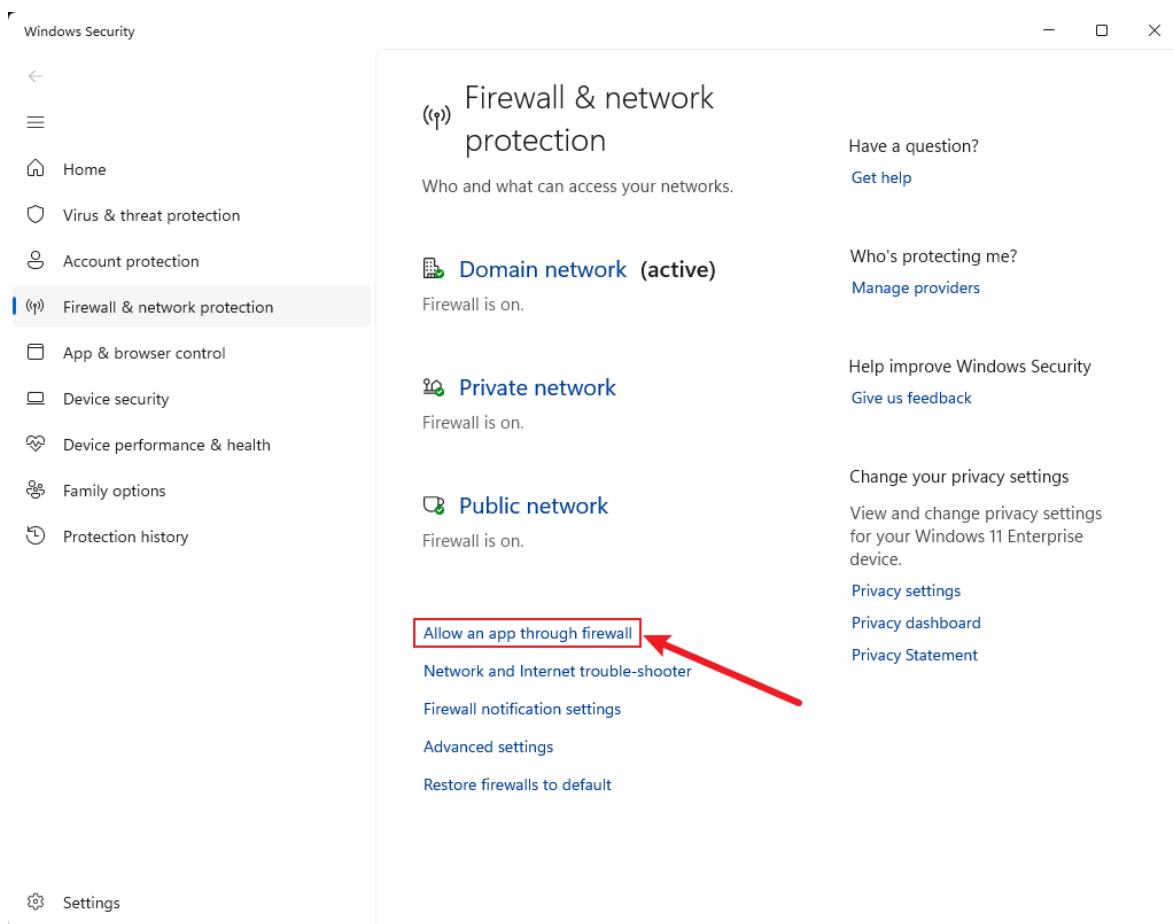 Windows Security
Home
Virus & threat protection
Account protection
Firewall & network protection
App & browser control
Device security
Device performance & health
Family options
Protection history
Settings
Firewall & network
protection
Who and what can access your networks.
Domain network (active)
Firewall is on.
Private network
Firewall is on.
Public network
Firewall is on.
Allow an app through firewall
Network and Internet trouble-shooter
Firewall notification settings
Advanced settings
Restore firewalls to default
Have a question?
Get help
Who's protecting me?
Manage providers
Help improve Windows Security
Give us feedback
Change your privacy settings
View and change privacy settings
for your Windows 11 Enterprise
device.
Privacy settings
Privacy dashboard
Privacy Statement